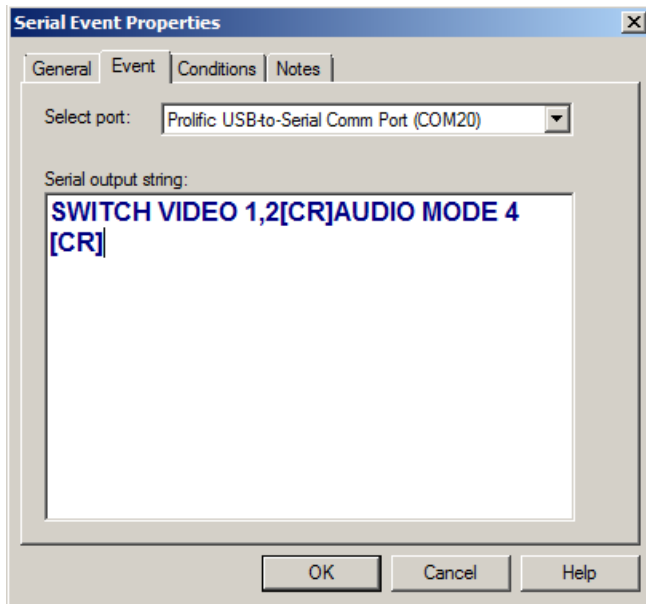 Serial Event Properties
General Event Conditions Notes
Select port: Prolific USB-to-Serial Comm Port (COM20)
Serial output string:
SWITCH VIDEO 1,2[CR]AUDIO MODE 4
[CR]
OK Cancel Help